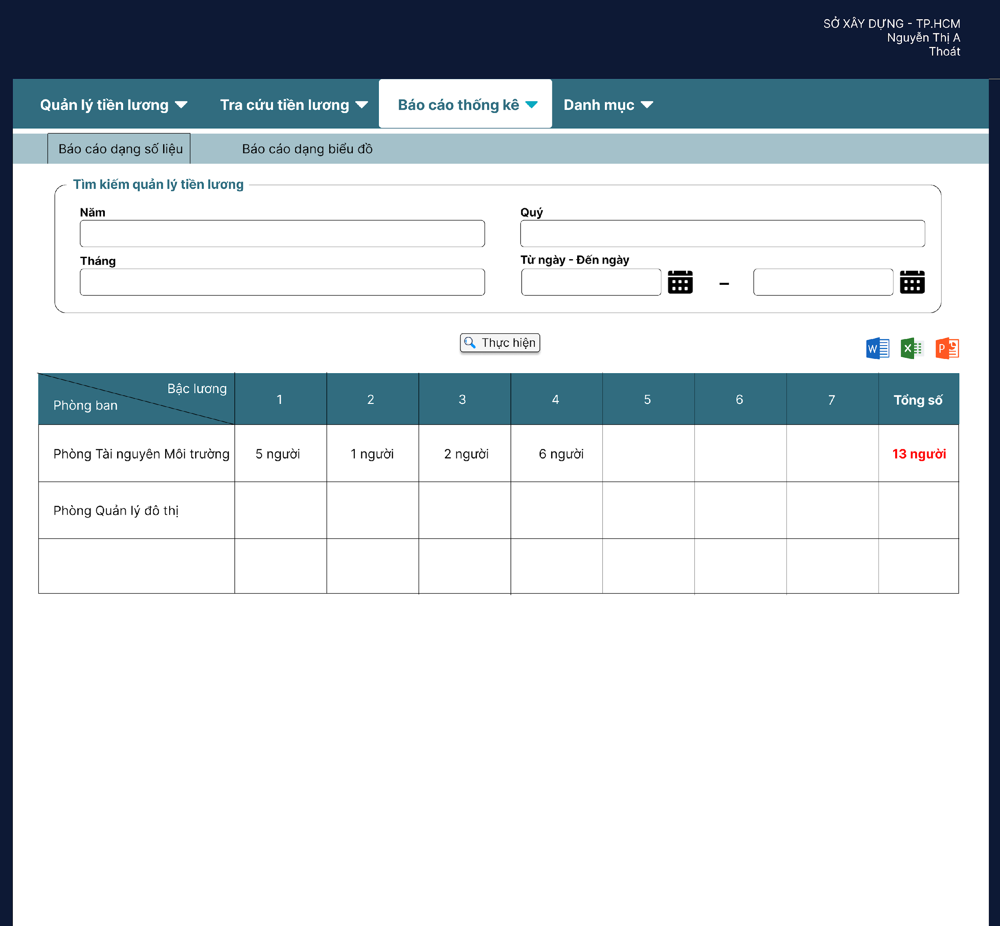 SỞ XÂY DỰNG - TP.HCM
Nguyễn Thị A
Thoát
Quản lý tiền lương Tra cứu tiền lương Báo cáo thống kê Danh mục
Báo cáo dạng số liệu Báo cáo dạng biểu đồ
Tìm kiếm quản lý tiền lương
Năm Quý
Tháng Từ ngày - Đến ngày
–
Thực hiện
W X P
Bậc lương
Phòng ban 1 2 3 4 5 6 7 Tổng số
Phòng Tài nguyên Môi trường 5 người 1 người 2 người 6 người 13 người
Phòng Quản lý đô thị